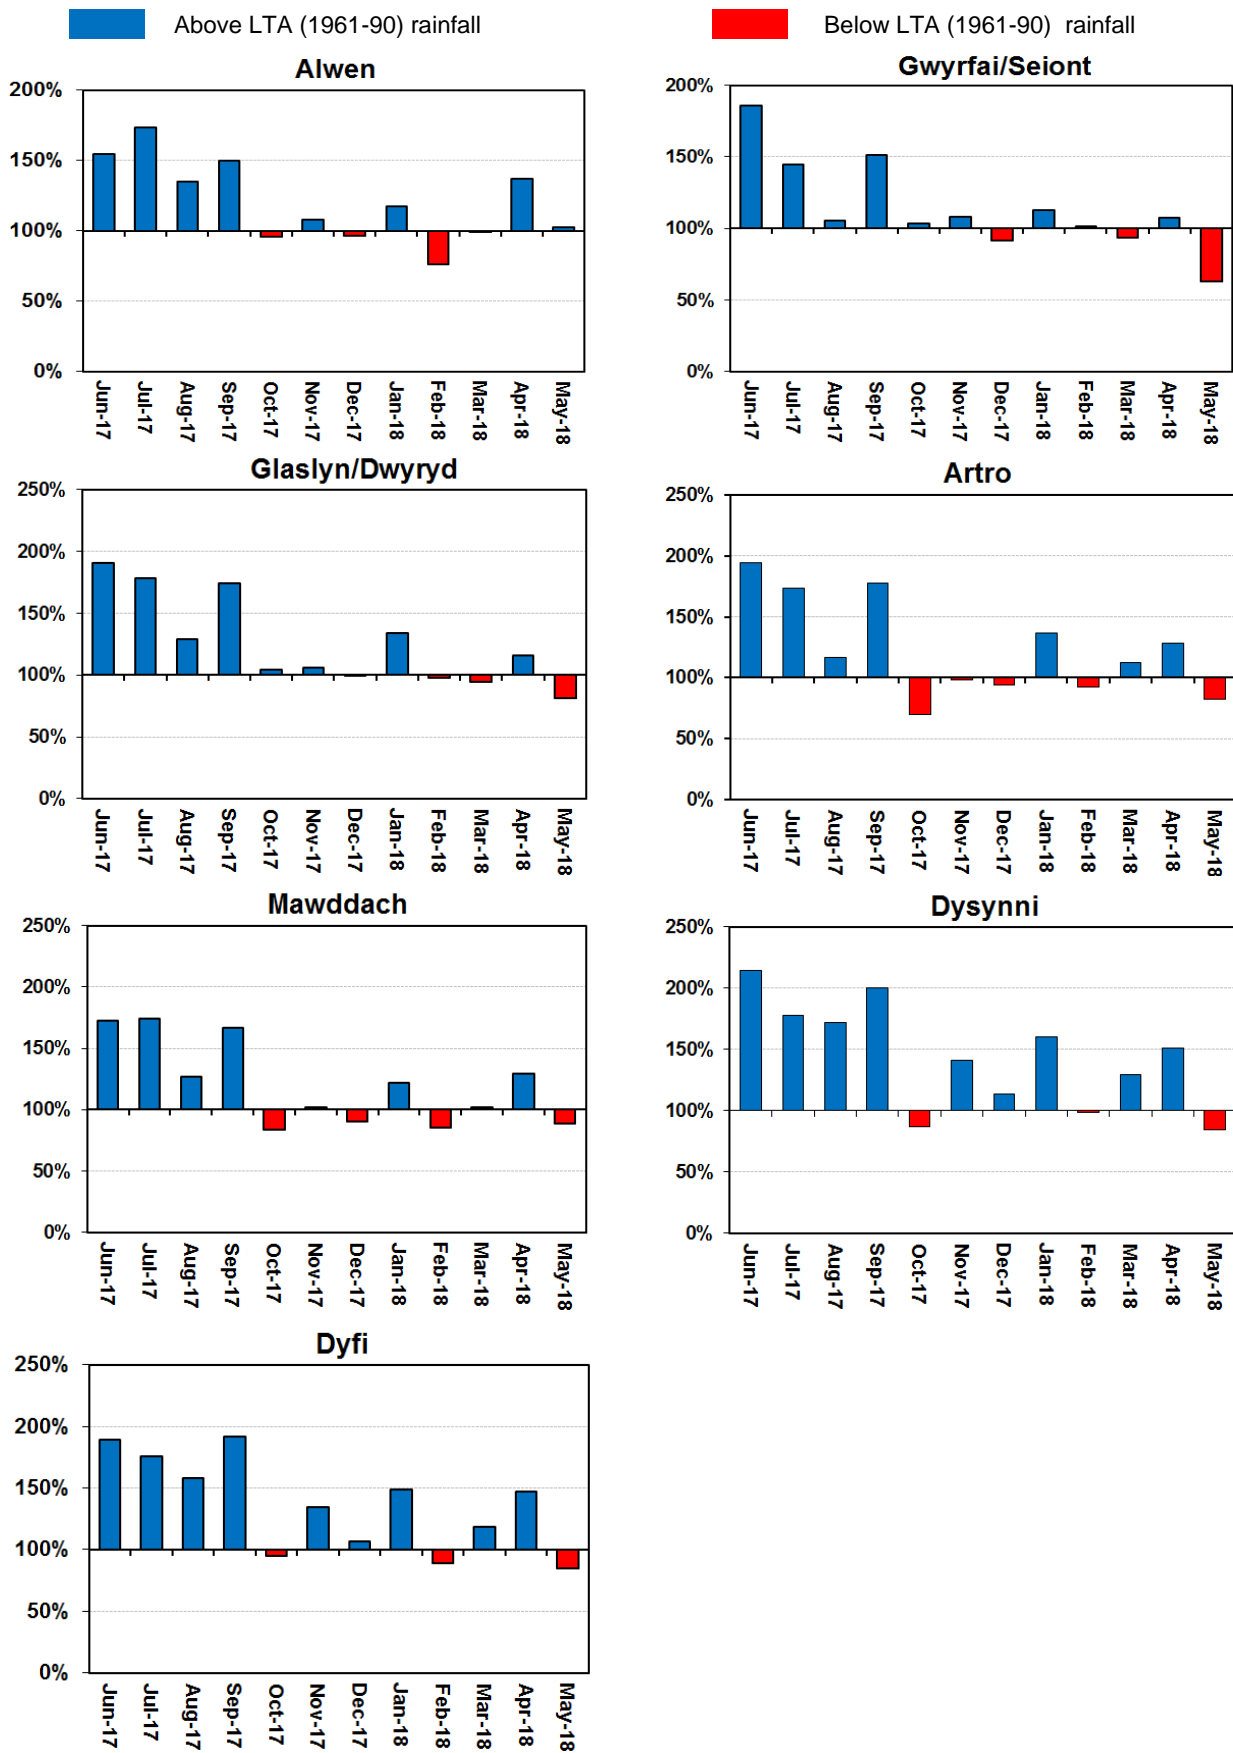 Above LTA (1961-90) rainfall
Below LTA (1961-90)  rainfall
Alwen
200%
150%
100%
50%
0%
Jun-17
Jul-17
Aug-17
Sep-17
Oct-17
Nov-17
Dec-17
Jan-18
Feb-18
Mar-18
Apr-18
May-18
Gwyrfai/Seiont
200%
150%
100%
50%
0%
Jun-17
Jul-17
Aug-17
Sep-17
Oct-17
Nov-17
Dec-17
Jan-18
Feb-18
Mar-18
Apr-18
May-18
Glaslyn/Dwyryd
250%
200%
150%
100%
50%
0%
Jun-17
Jul-17
Aug-17
Sep-17
Oct-17
Nov-17
Dec-17
Jan-18
Feb-18
Mar-18
Apr-18
May-18
Artro
250%
200%
150%
100%
50%
0%
Jun-17
Jul-17
Aug-17
Sep-17
Oct-17
Nov-17
Dec-17
Jan-18
Feb-18
Mar-18
Apr-18
May-18
Mawddach
250%
200%
150%
100%
50%
0%
Jun-17
Jul-17
Aug-17
Sep-17
Oct-17
Nov-17
Dec-17
Jan-18
Feb-18
Mar-18
Apr-18
May-18
Dysynni
250%
200%
150%
100%
50%
0%
Jun-17
Jul-17
Aug-17
Sep-17
Oct-17
Nov-17
Dec-17
Jan-18
Feb-18
Mar-18
Apr-18
May-18
Dyfi
250%
200%
150%
100%
50%
0%
Jun-17
Jul-17
Aug-17
Sep-17
Oct-17
Nov-17
Dec-17
Jan-18
Feb-18
Mar-18
Apr-18
May-18